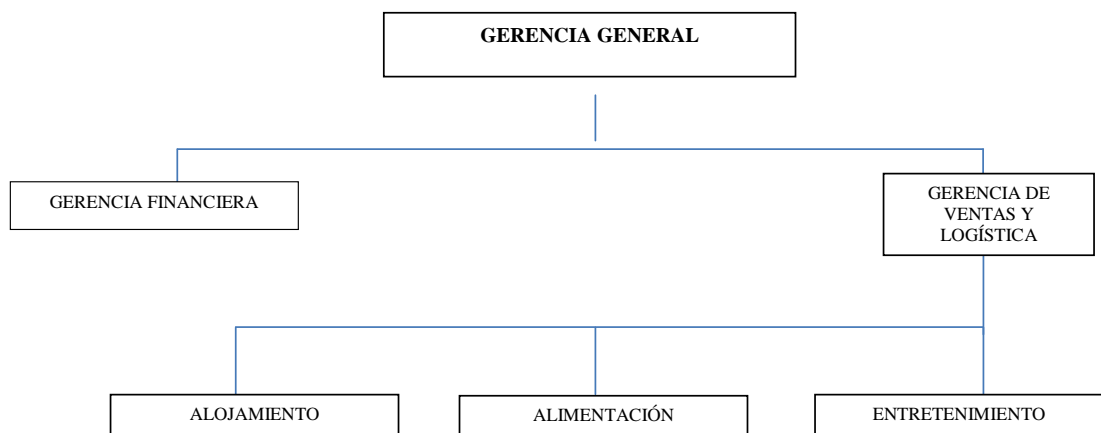 GERENCIA GENERAL
GERENCIA FINANCIERA
GERENCIA DE
VENTAS Y
LOGÍSTICA
ALOJAMIENTO
ALIMENTACIÓN
ENTRETENIMIENTO